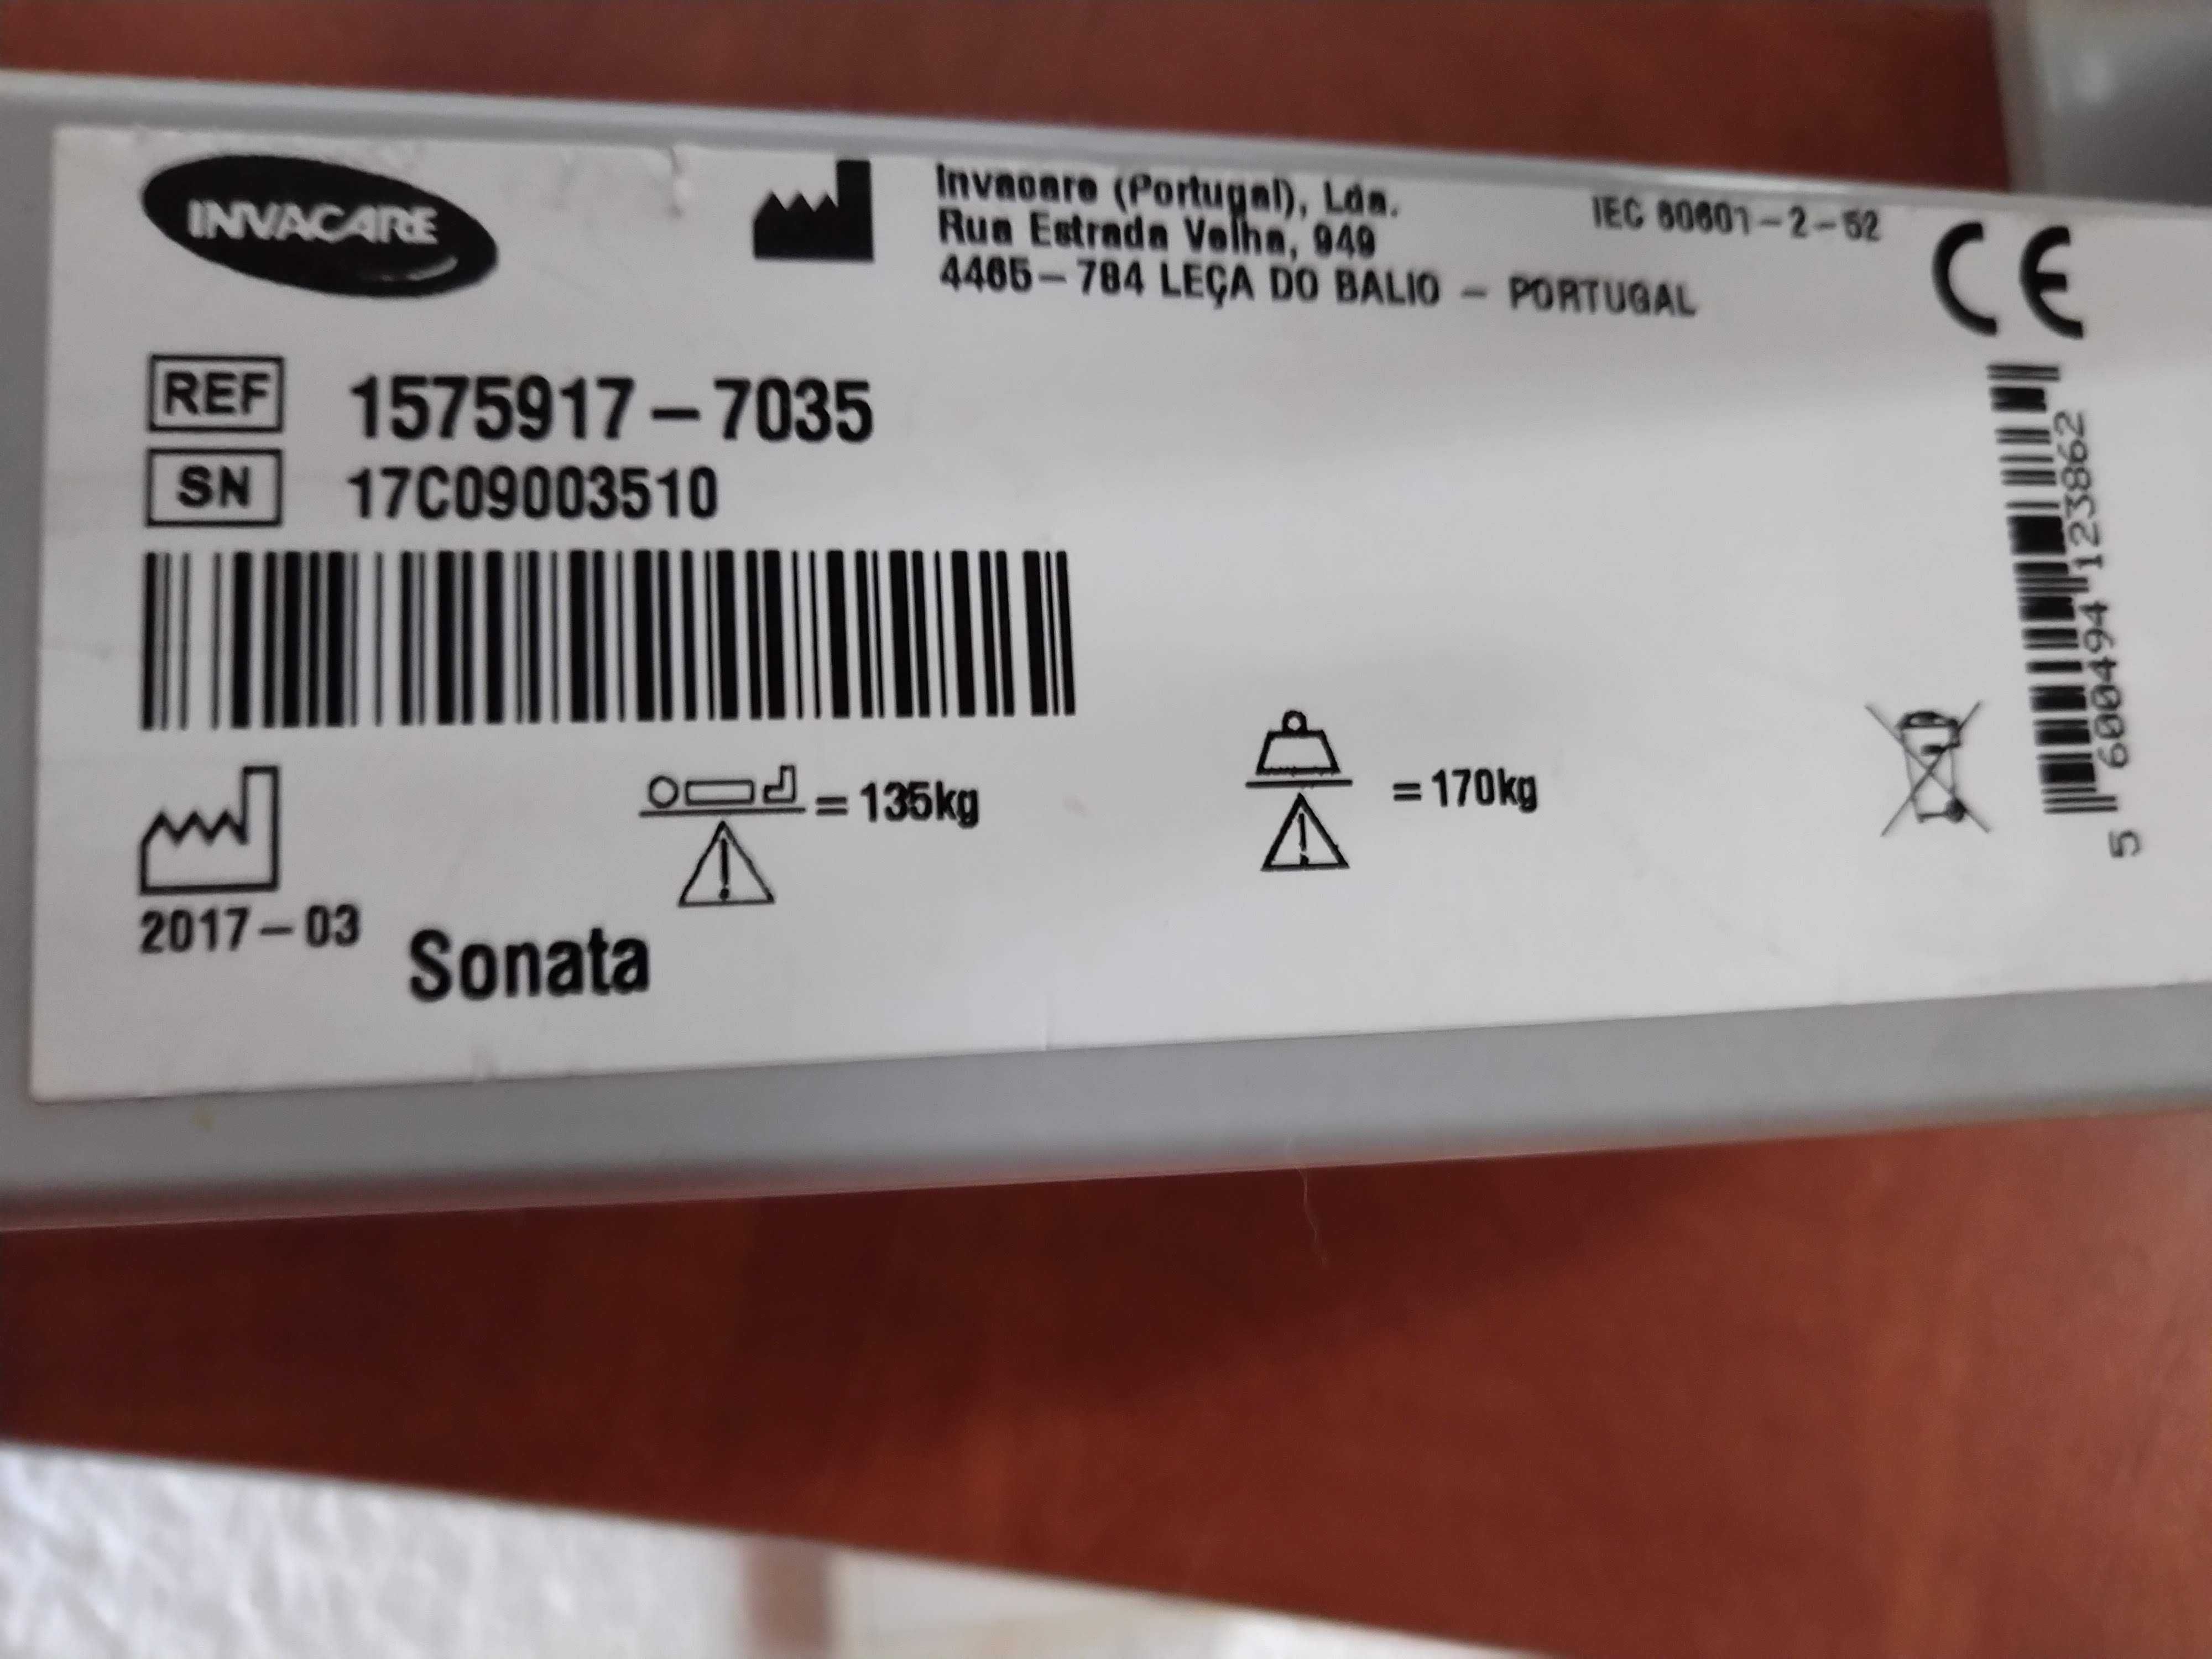 INVACARE
Invacare (Portugal), Lda.
Rua Estrada Velha, 949
4465-784 LEÇA DO BALIO - PORTUGAL
IEC 60601-2-52
CE
REF 1575917-7035
SN 17C09003510
= 135kg
= 170kg
2017-03
Sonata
5 600494 123862